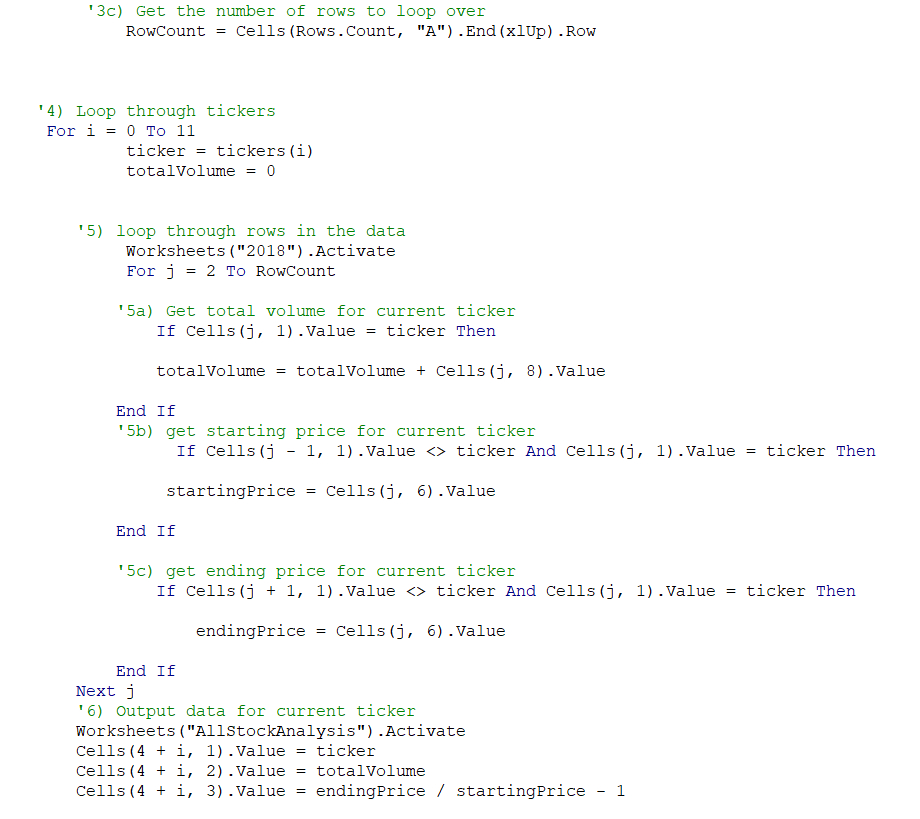 '3c) Get the number of rows to loop over
RowCount = Cells(Rows.Count, "A").End(xlUp).Row
'4) Loop through tickers
For i = 0 To 11
ticker = tickers(i)
totalVolume = 0
'5) loop through rows in the data
Worksheets("2018").Activate
For j = 2 To RowCount
'5a) Get total volume for current ticker
If Cells(j, 1).Value = ticker Then
totalVolume = totalVolume + Cells(j, 8).Value
End If
'5b) get starting price for current ticker
If Cells(j - 1, 1).Value <> ticker And Cells(j, 1).Value = ticker Then
startingPrice = Cells(j, 6).Value
End If
'5c) get ending price for current ticker
If Cells(j + 1, 1).Value <> ticker And Cells(j, 1).Value = ticker Then
endingPrice = Cells(j, 6).Value
End If
Next j
'6) Output data for current ticker
Worksheets("AllStockAnalysis").Activate
Cells(4 + i, 1).Value = ticker
Cells(4 + i, 2).Value = totalVolume
Cells(4 + i, 3).Value = endingPrice / startingPrice - 1